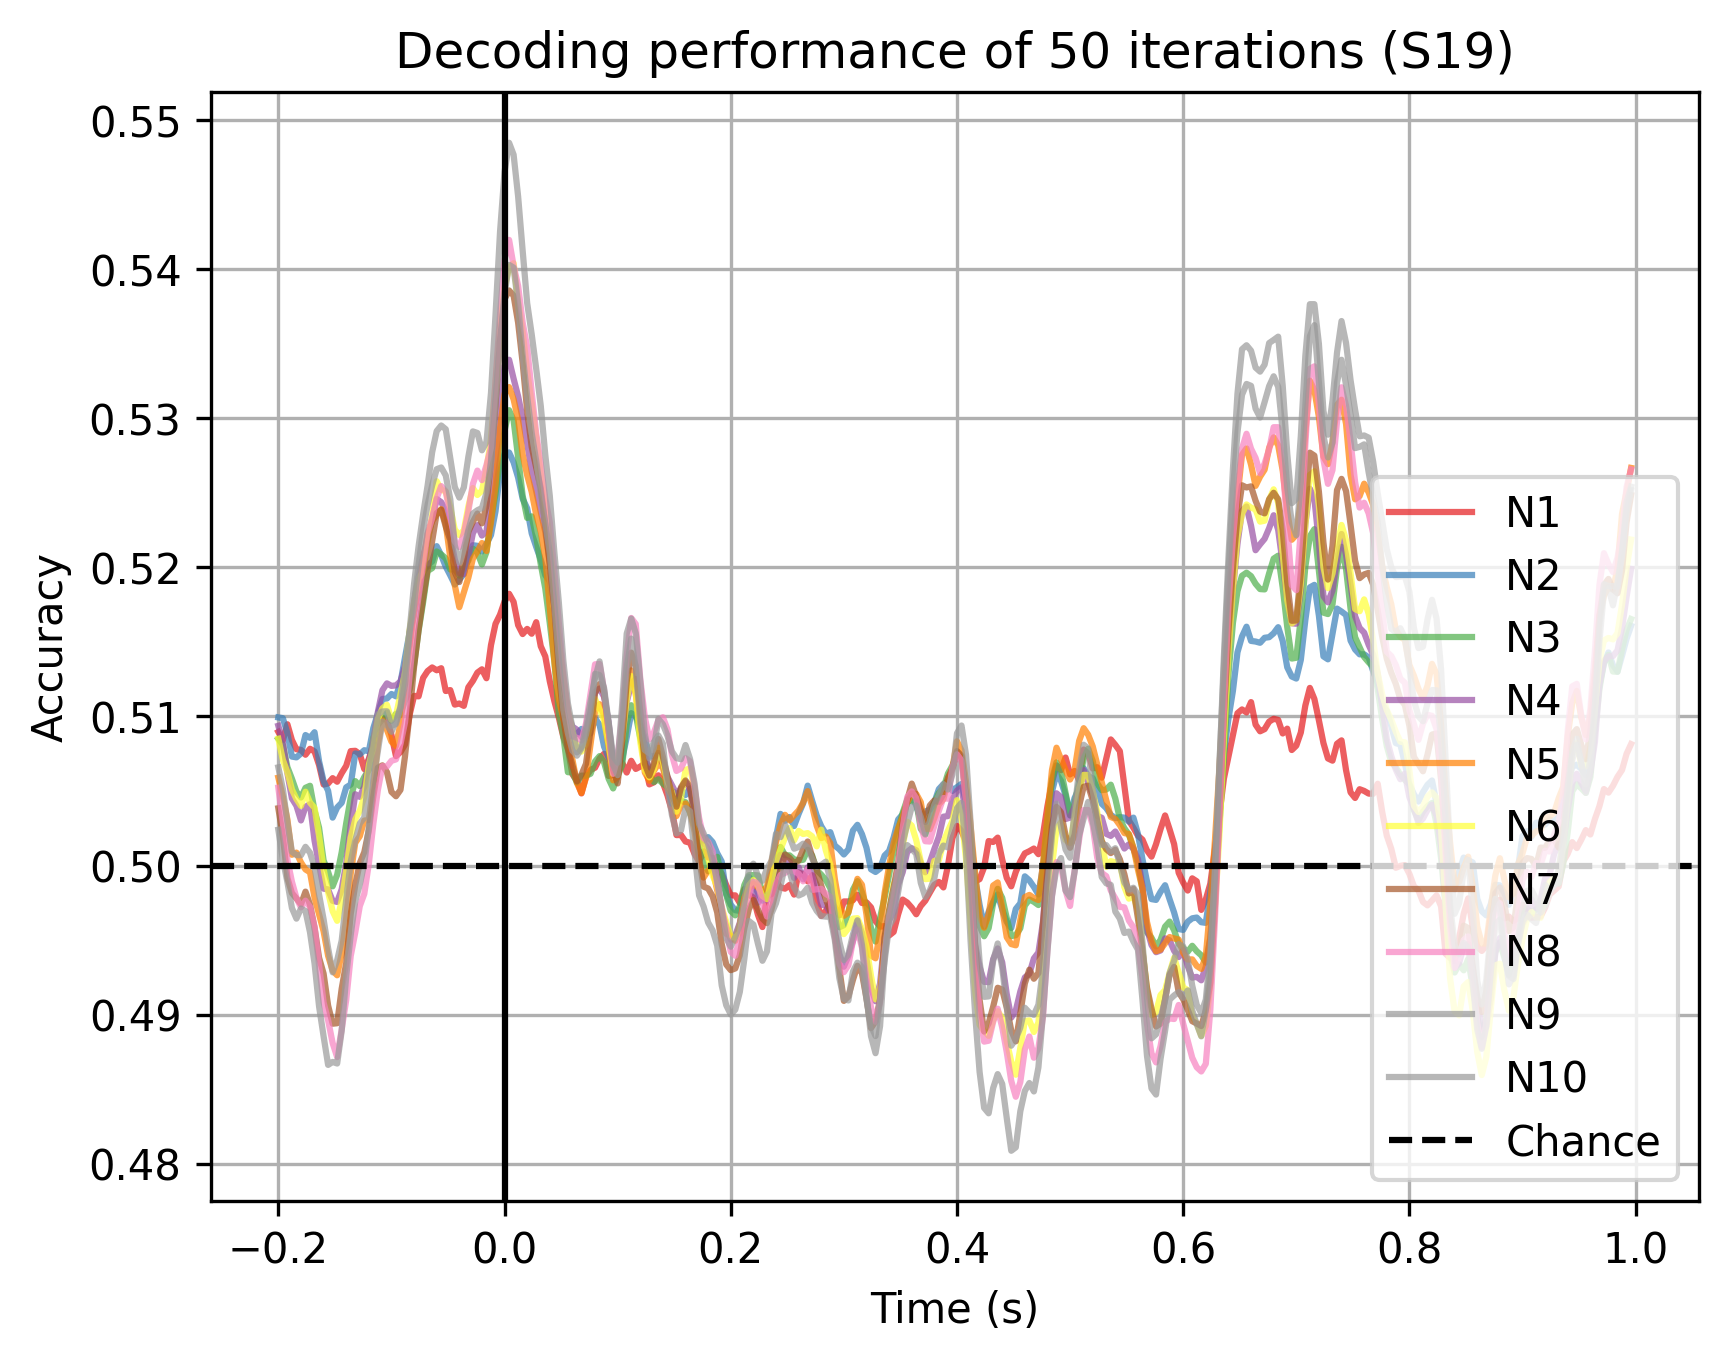 Decoding performance of 50 iterations (S19)
Accuracy
0.55
0.54
0.53
0.52
0.51
0.50
0.49
0.48
N1
N2
N3
N4
N5
N6
N7
N8
N9
N10
Chance
−0.2
0.0
0.2
0.4
0.6
0.8
1.0
Time (s)